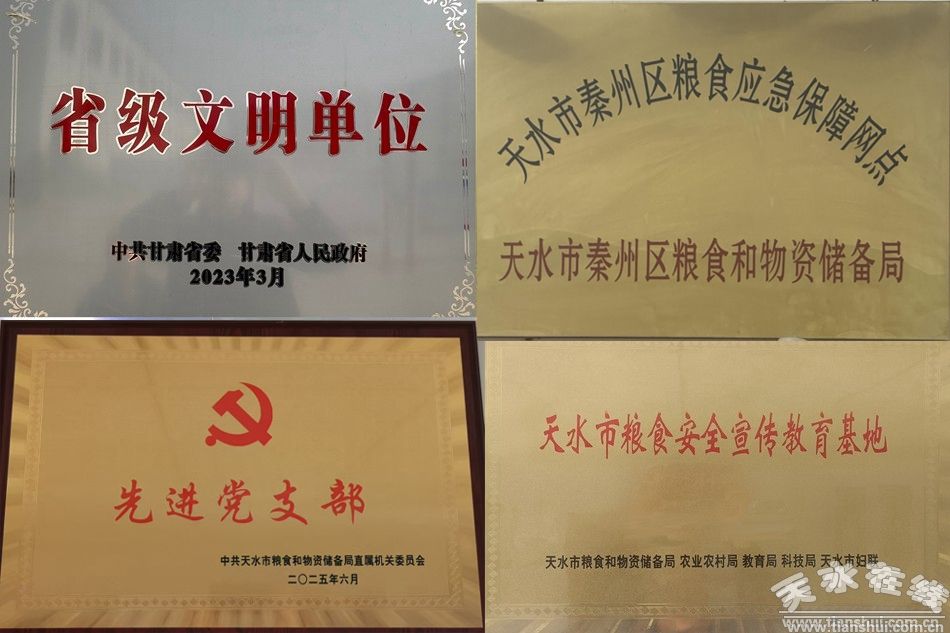 省级文明单位
中共甘肃省委 甘肃省人民政府
2023年3月
天水市秦州区粮食应急保障网点
天水市秦州区粮食和物资储备局
先进党支部
中共天水市粮食和物资储备局直属机关委员会
二〇二五年六月
天水市粮食安全宣传教育基地
天水市粮食和物资储备局 农业农村局 教育局 科技局 天水市妇联
天水在线
www.tianshui.com.cn